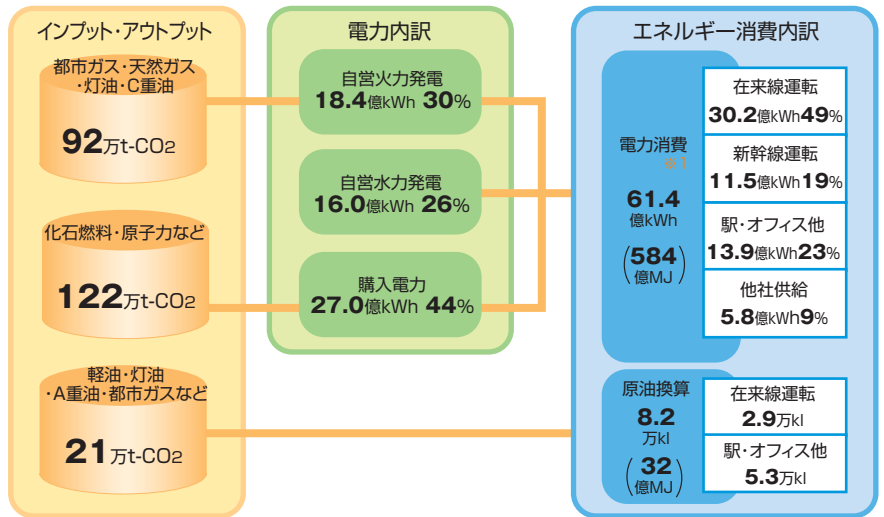 インプット・アウトプット
都市ガス・天然ガス
・灯油・C重油
92万t-CO2
化石燃料・原子力など
122万t-CO2
軽油・灯油
・A重油・都市ガスなど
21万t-CO2
電力内訳
自営火力発電
18.4億kWh 30%
自営水力発電
16.0億kWh 26%
購入電力
27.0億kWh 44%
エネルギー消費内訳
電力消費
※1
61.4
億kWh
(584
億MJ)
在来線運転
30.2億kWh49%
新幹線運転
11.5億kWh19%
駅・オフィス他
13.9億kWh23%
他社供給
5.8億kWh9%
原油換算
8.2
万kl
(32
億MJ)
在来線運転
2.9万kl
駅・オフィス他
5.3万kl